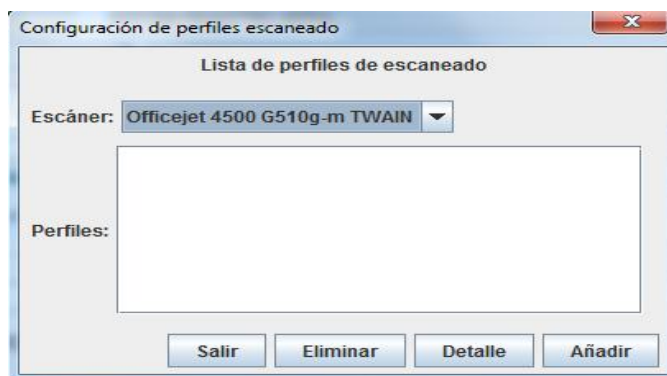 Configuración de perfiles escaneado
Lista de perfiles de escaneado
Escáner: Officejet 4500 G510g-m TWAIN
Perfiles:
Salir Eliminar Detalle Añadir